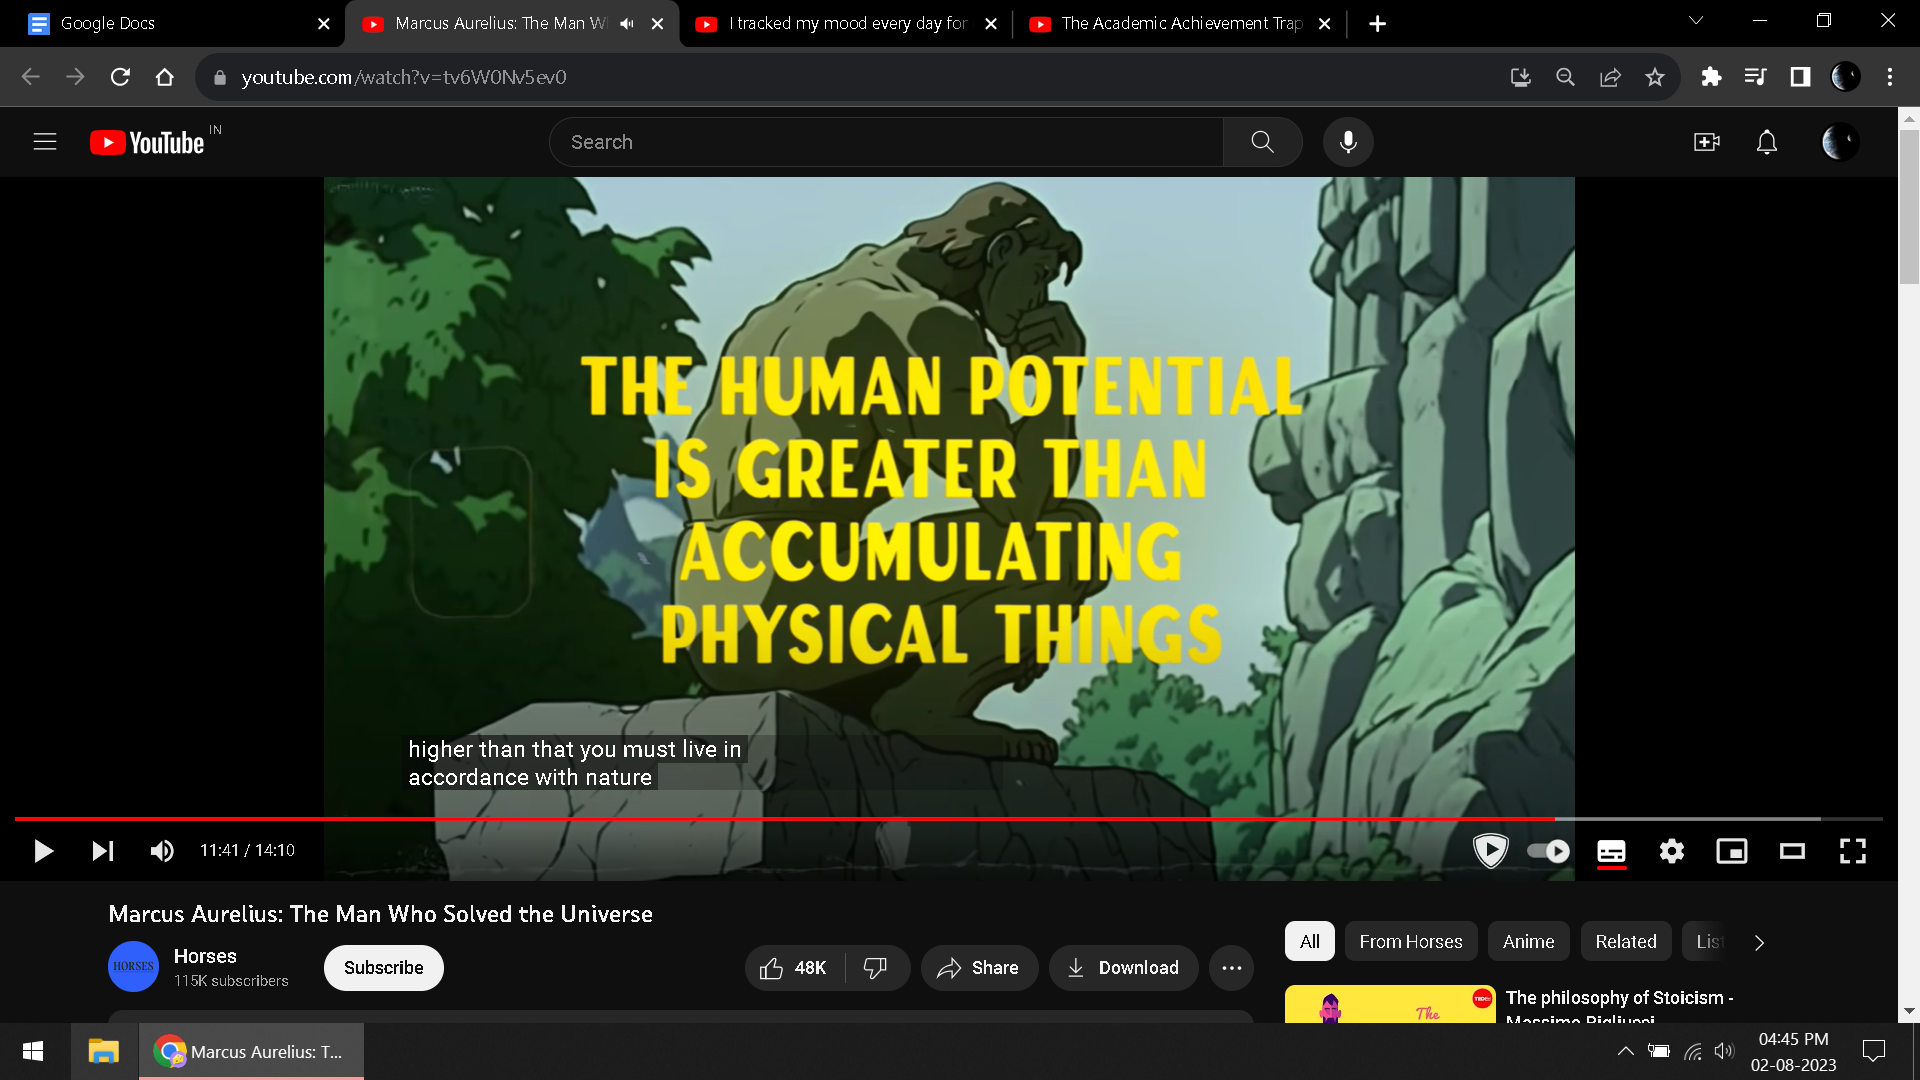 Google Docs
Marcus Aurelius: The Man W
I tracked my mood every day for
The Academic Achievement Trap
youtube.com/watch?v=tv6W0Nv5ev0
YouTube IN
Search
THE HUMAN POTENTIAL
IS GREATER THAN
ACCUMULATING
PHYSICAL THINGS
higher than that you must live in
accordance with nature
11:41 / 14:10
Marcus Aurelius: The Man Who Solved the Universe
HORSES
Horses
115K subscribers
Subscribe
48K
Share
Download
All
From Horses
Anime
Related
List
The
TED
The philosophy of Stoicism -
Massimo Pigliucci
Marcus Aurelius: T...
04:45 PM
02-08-2023